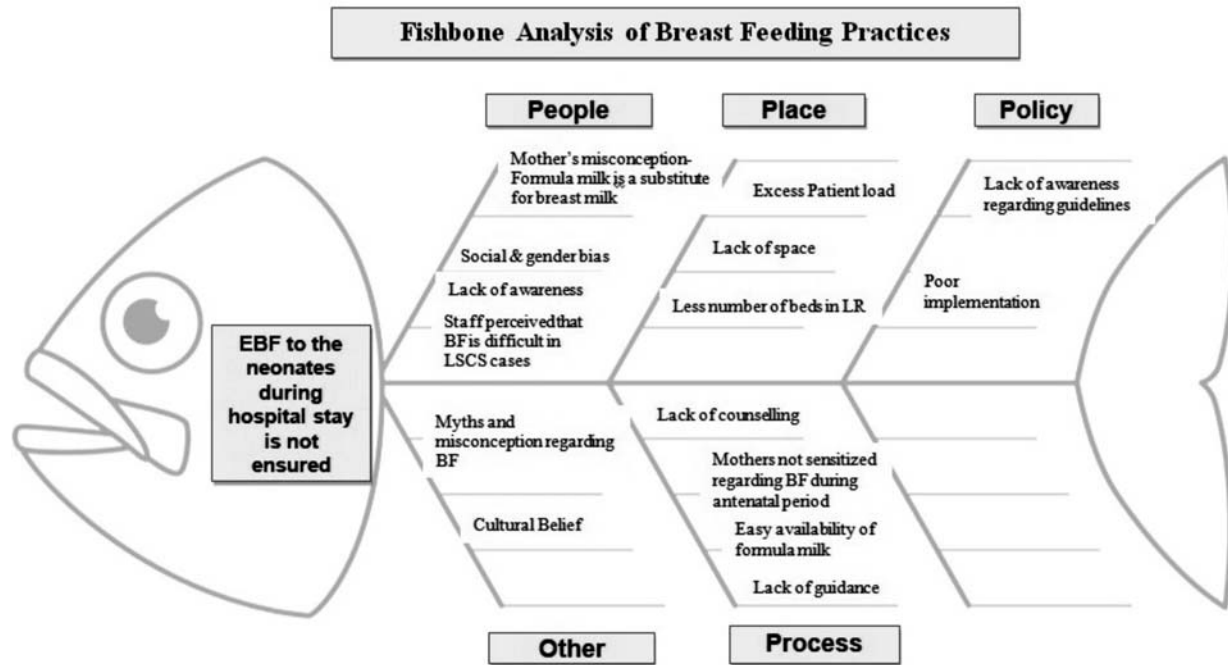 Fishbone Analysis of Breast Feeding Practices
People
Place
Policy
Mother's misconception-
Formula milk is a substitute
for breast milk
Social & gender bias
Lack of awareness
Staff perceived that
BF is difficult in
LSCS cases
Excess Patient load
Lack of space
Less number of beds in LR
Lack of awareness
regarding guidelines
Poor
implementation
EBF to the
neonates
during
hospital stay
is not
ensured
Myths and
misconception regarding
BF
Cultural Belief
Lack of counselling
Mothers not sensitized
regarding BF during
antenatal period
Easy availability of
formula milk
Lack of guidance
Other
Process